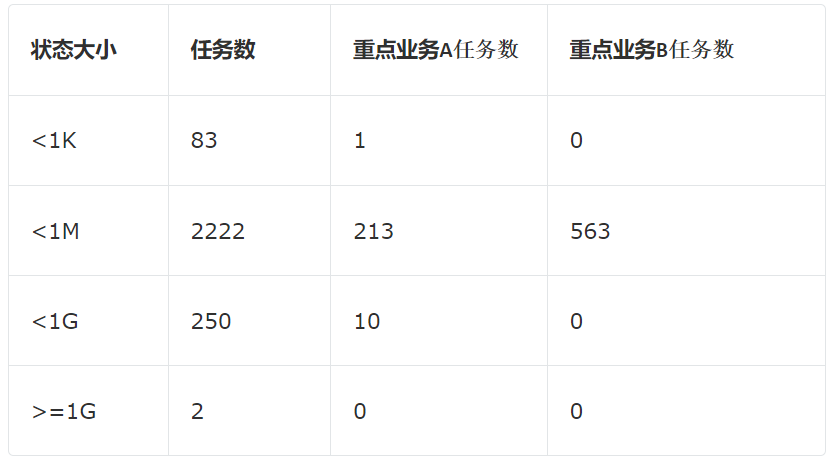 状态大小 任务数 重点业务A任务数 重点业务B任务数
<1K 83 1 0
<1M 2222 213 563
<1G 250 10 0
>=1G 2 0 0